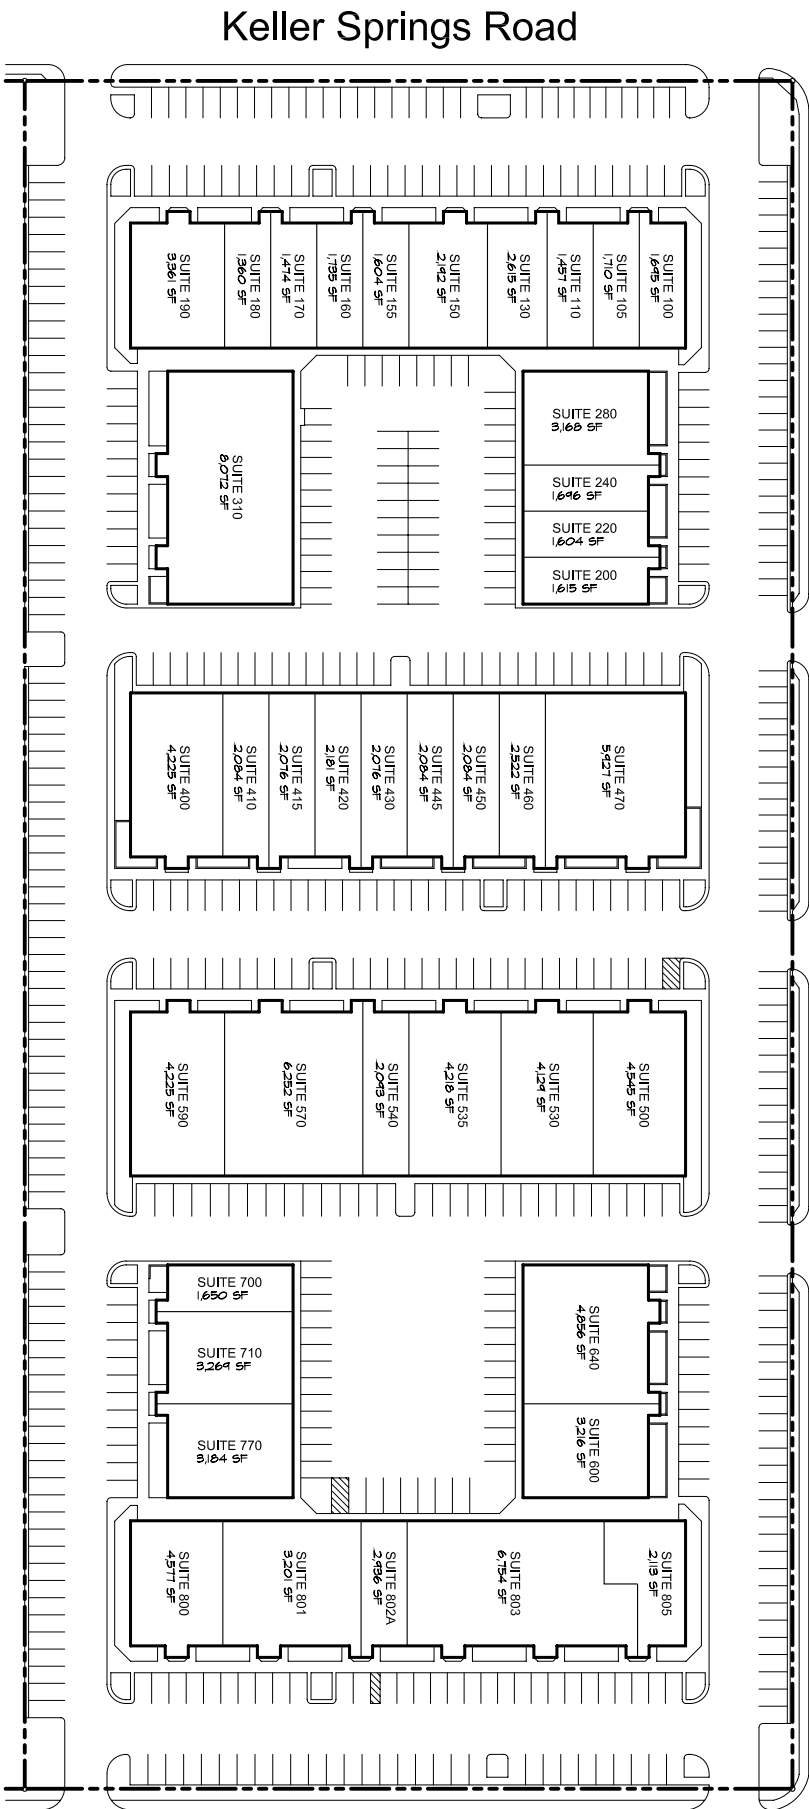 Keller Springs Road
SUITE 190
3,361 SF
SUITE 180
1,360 SF
SUITE 170
1,474 SF
SUITE 160
1,735 SF
SUITE 155
1,604 SF
SUITE 150
2,192 SF
SUITE 130
2,615 SF
SUITE 110
1,457 SF
SUITE 105
1,710 SF
SUITE 100
1,695 SF
SUITE 310
8,072 SF
SUITE 280
3,168 SF
SUITE 240
1,696 SF
SUITE 220
1,604 SF
SUITE 200
1,615 SF
SUITE 400
4,225 SF
SUITE 410
2,084 SF
SUITE 415
2,076 SF
SUITE 420
2,181 SF
SUITE 430
2,076 SF
SUITE 445
2,084 SF
SUITE 450
2,084 SF
SUITE 460
2,522 SF
SUITE 470
5,927 SF
SUITE 590
4,225 SF
SUITE 570
6,252 SF
SUITE 540
2,093 SF
SUITE 535
4,218 SF
SUITE 530
4,129 SF
SUITE 500
4,545 SF
SUITE 700
1,650 SF
SUITE 710
3,269 SF
SUITE 770
3,184 SF
SUITE 640
4,856 SF
SUITE 600
3,216 SF
SUITE 800
4,577 SF
SUITE 801
3,201 SF
SUITE 802A
2,936 SF
SUITE 803
6,754 SF
SUITE 805
2,113 SF